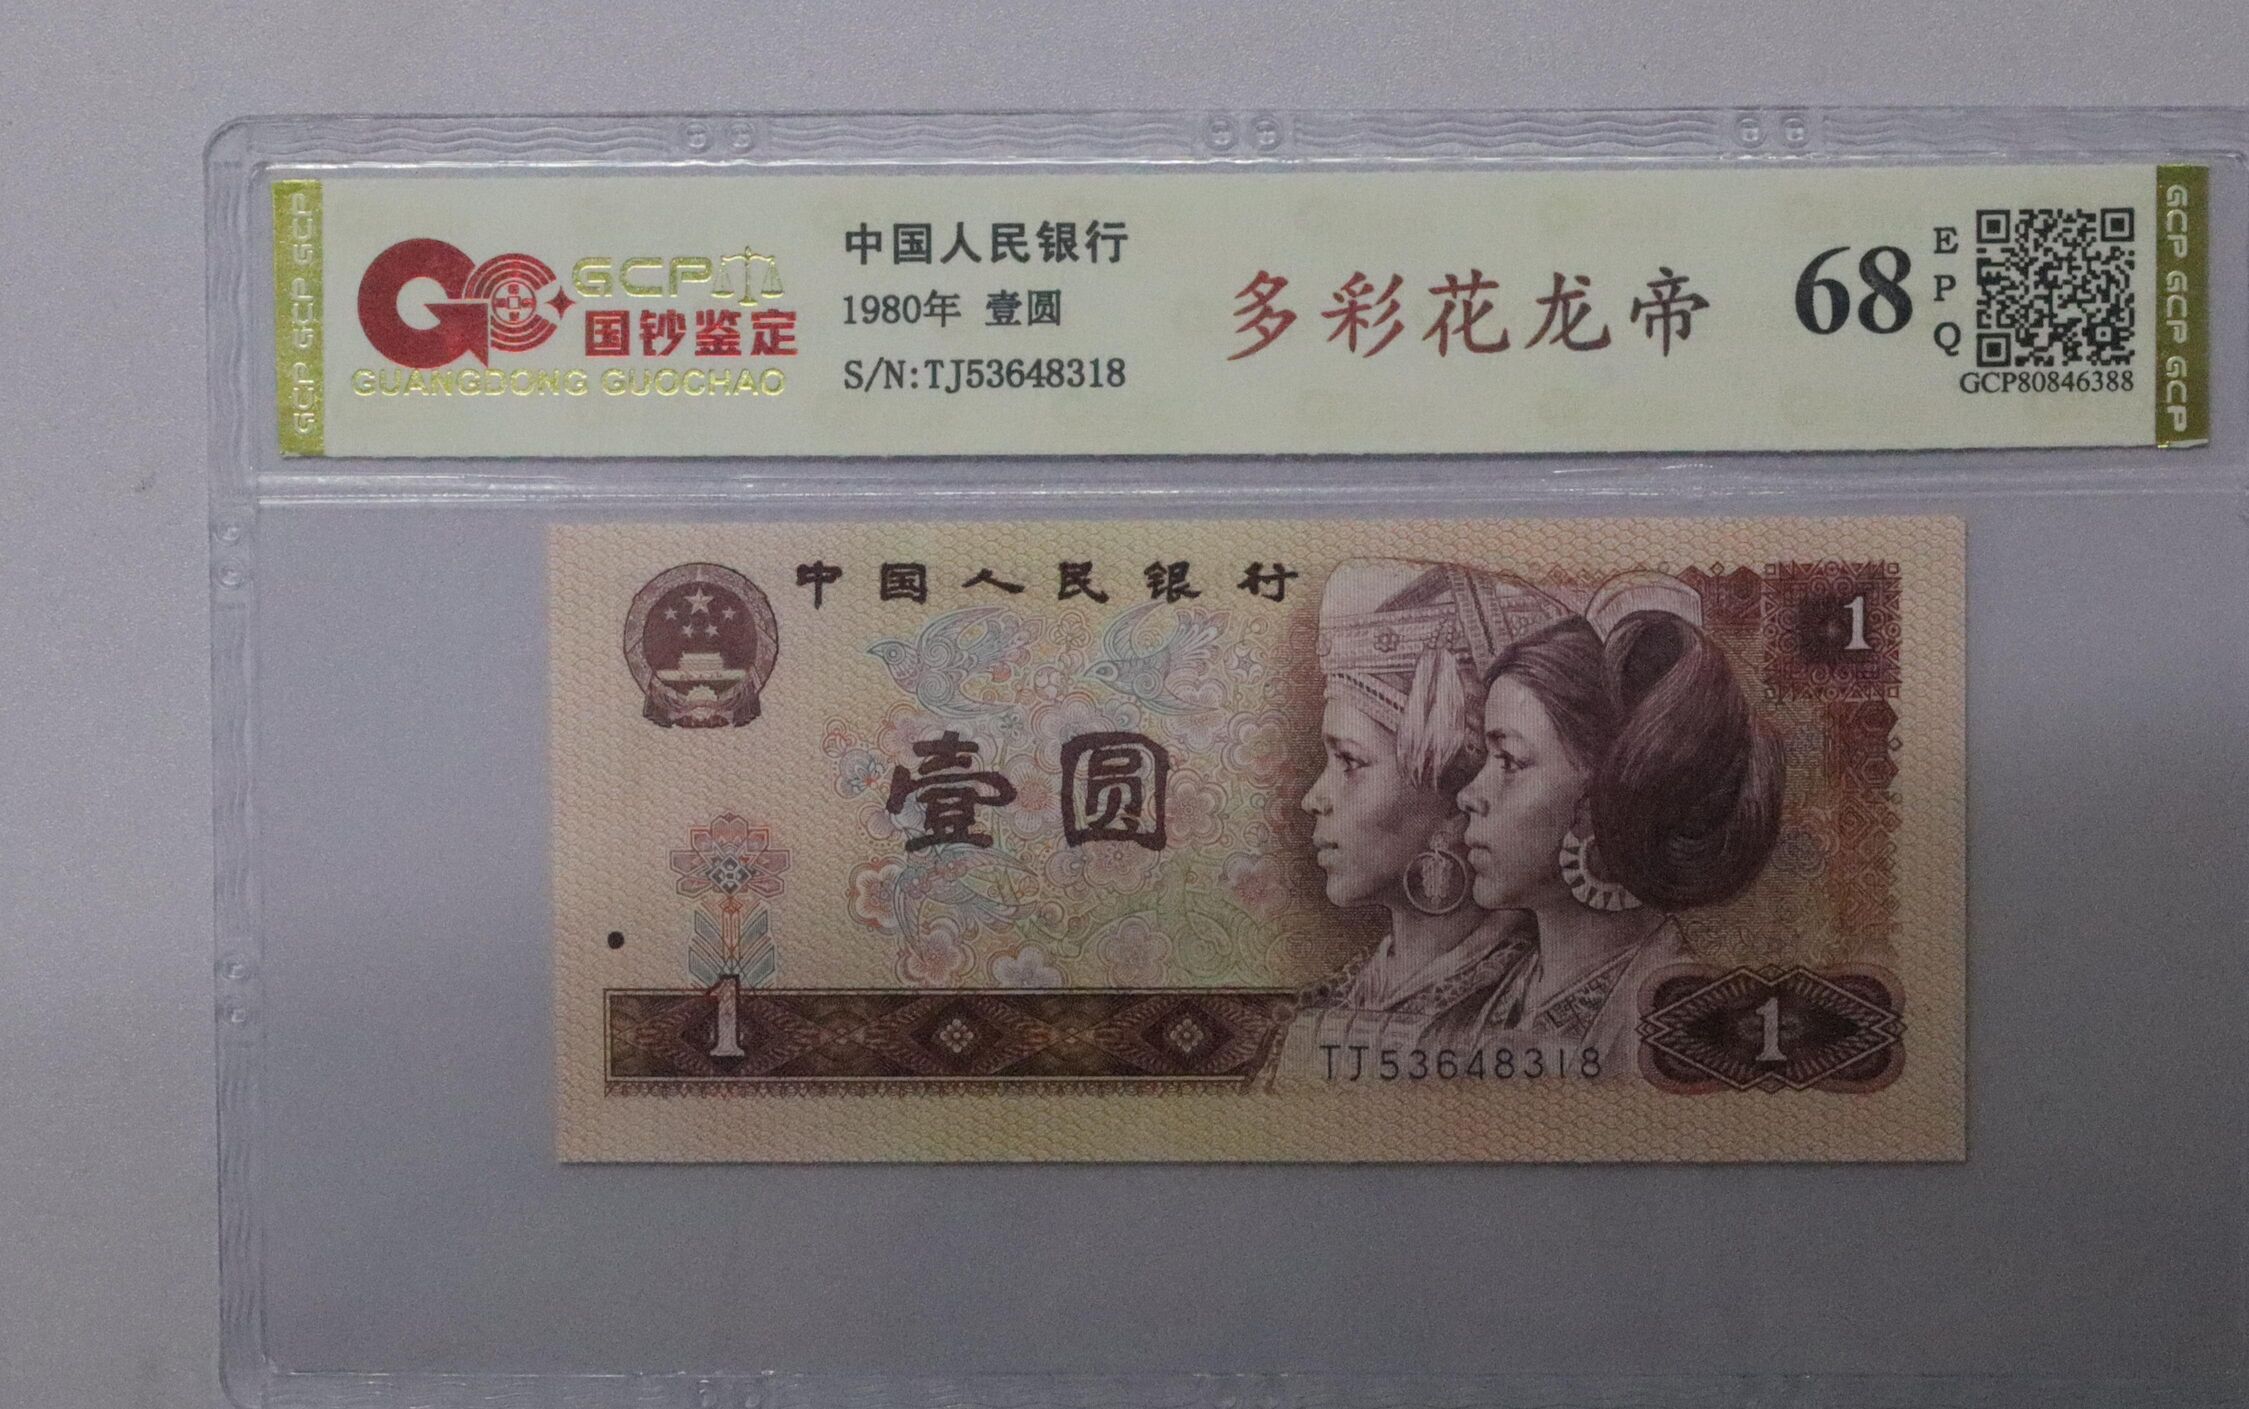 GCP
国钞鉴定
GUANGDONG GUOCHAO
中国人民银行
1980年 壹圆
S/N:TJ53648318
多彩花龙帝
68
EPQ
GCP80846388
GCP GCP GCP
GCP GCP GCP
中国人民银行
1
壹圆
1
1
TJ53648318